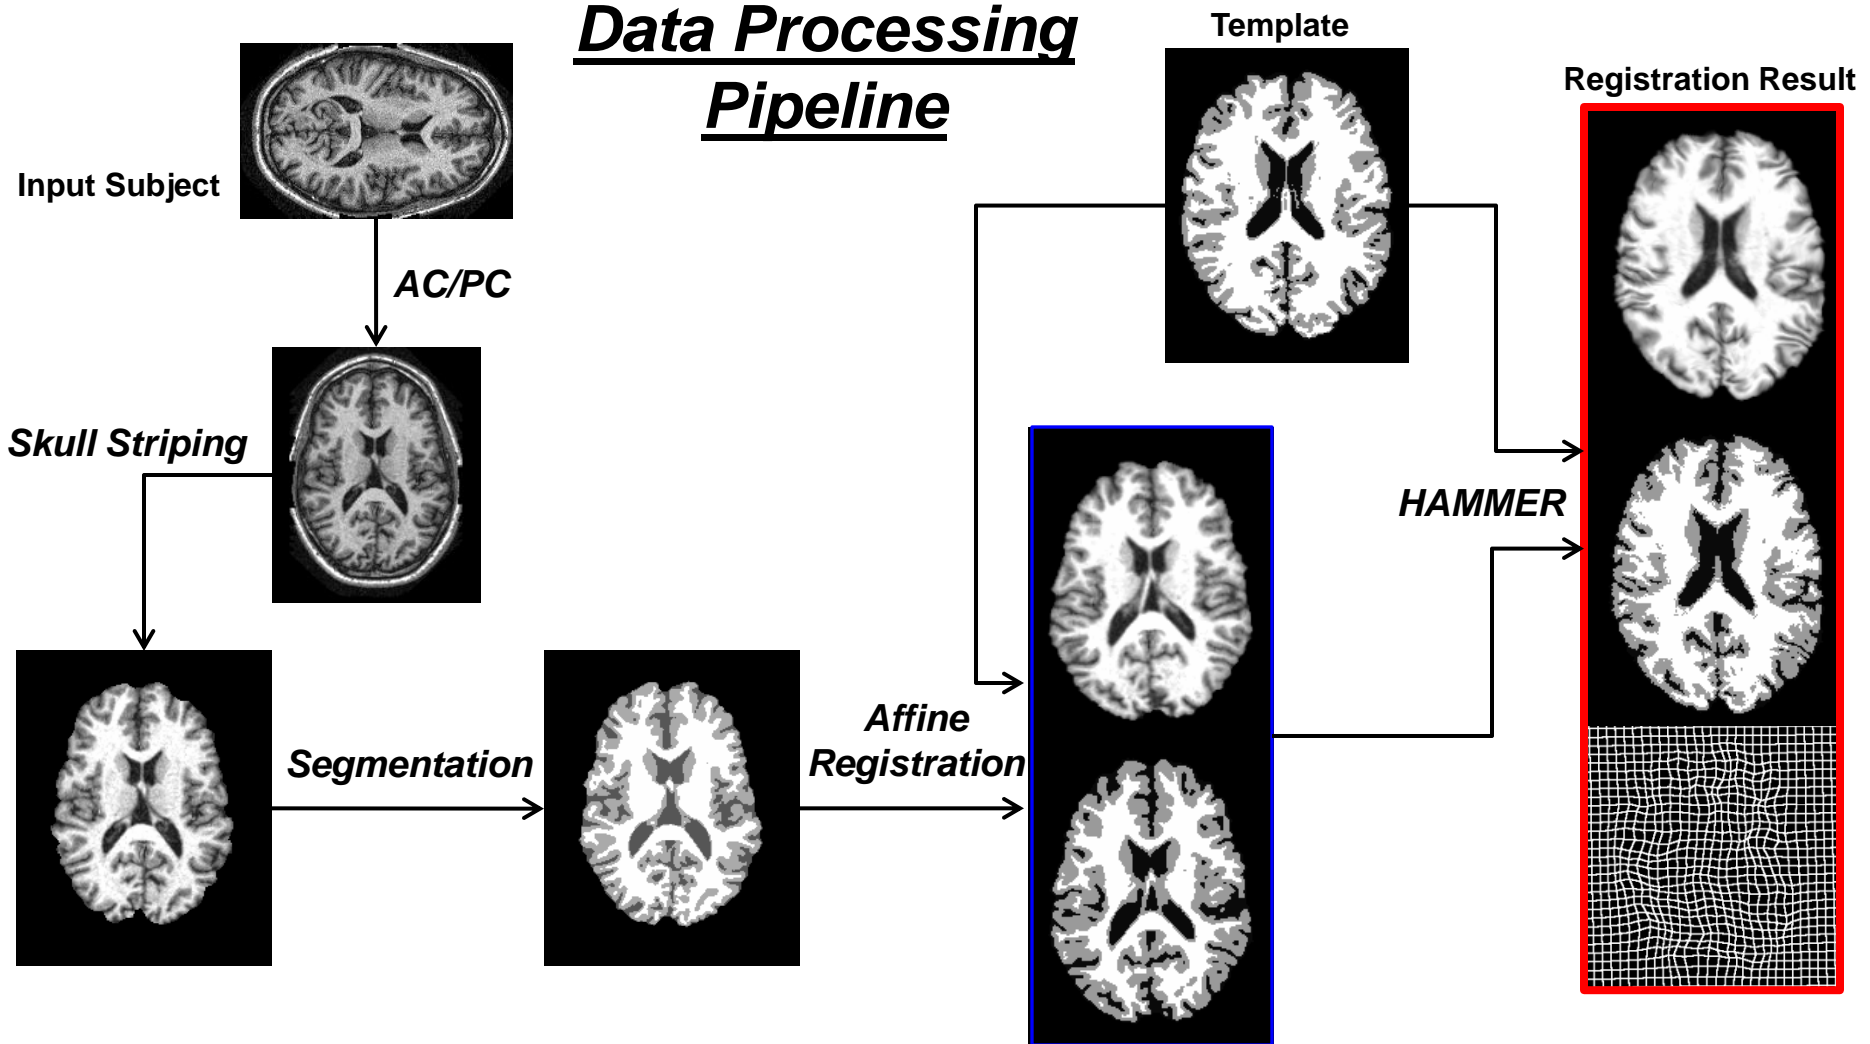 Data Processing
Pipeline
Template
Registration Result
Input Subject
AC/PC
Skull Striping
HAMMER
Segmentation
Affine
Registration